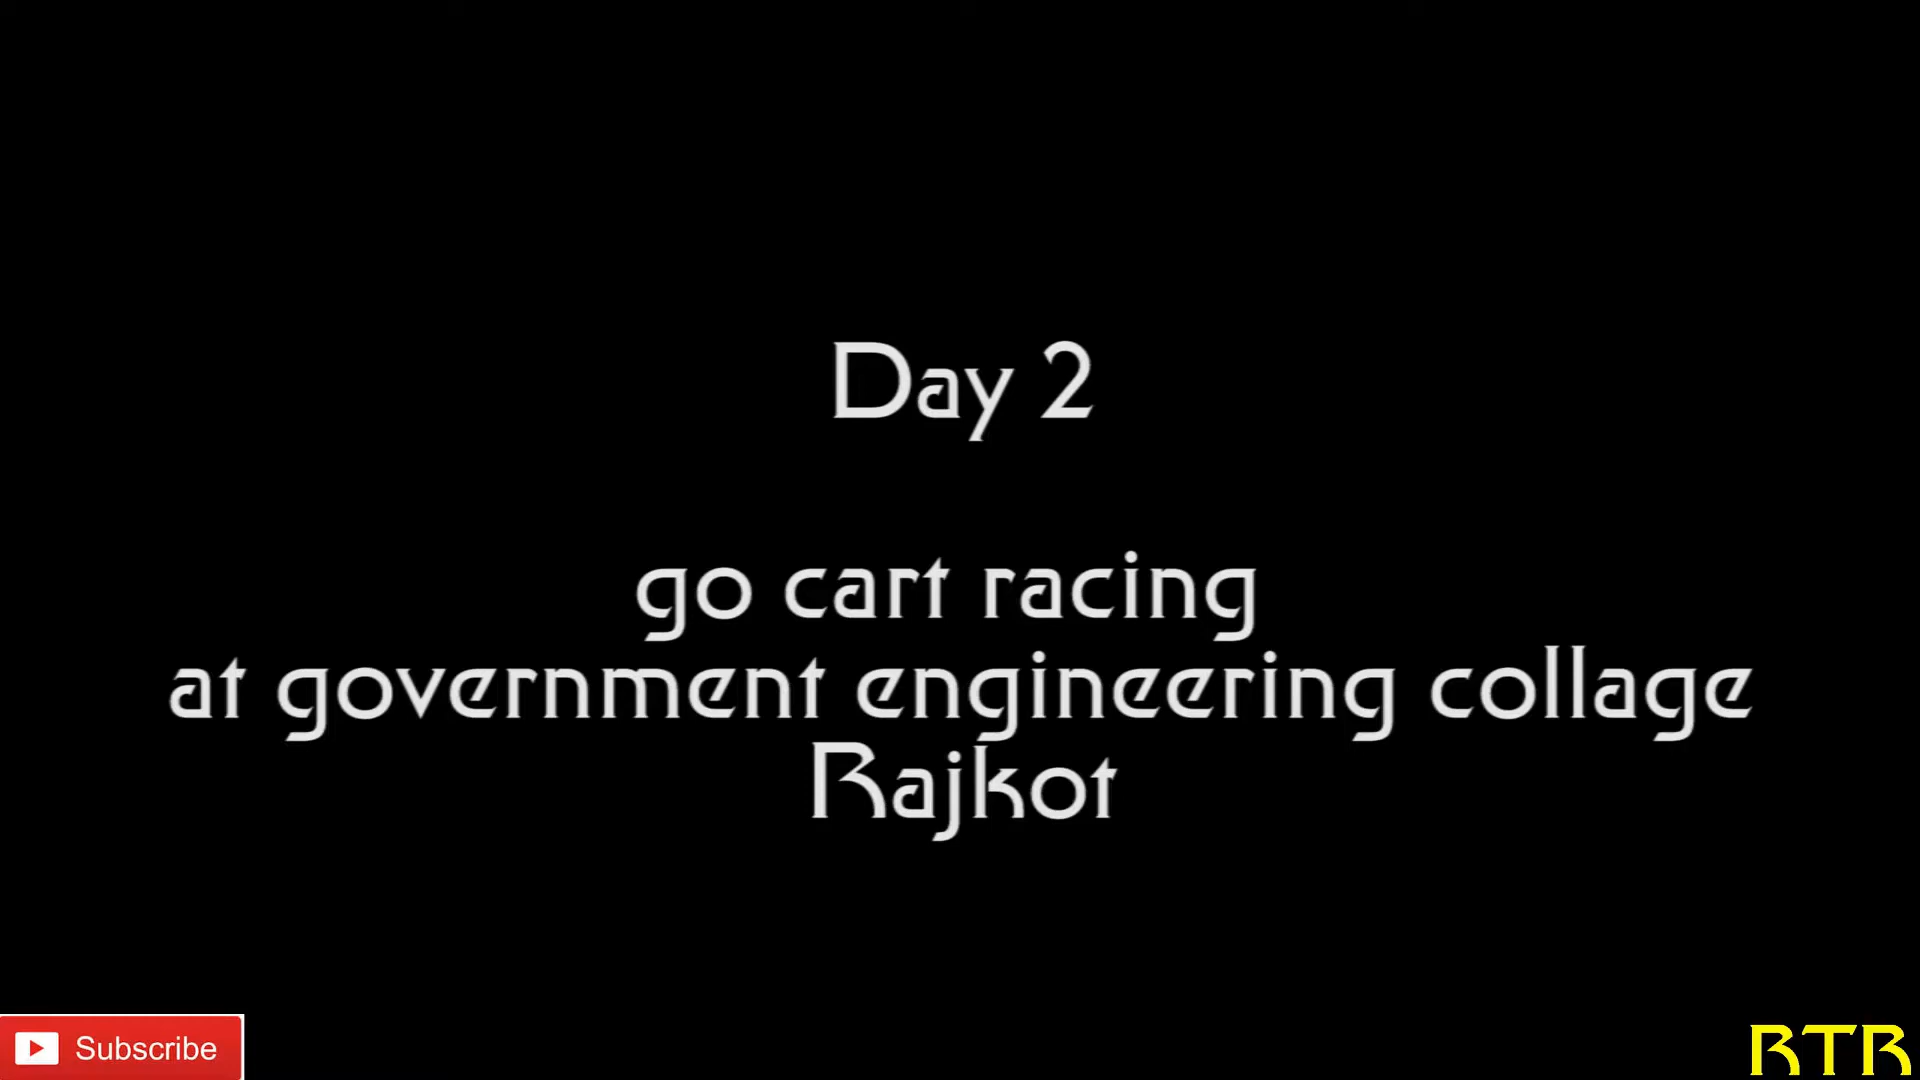 Day 2
go cart racing
at government engineering collage
Rajkot
Subscribe
RTR